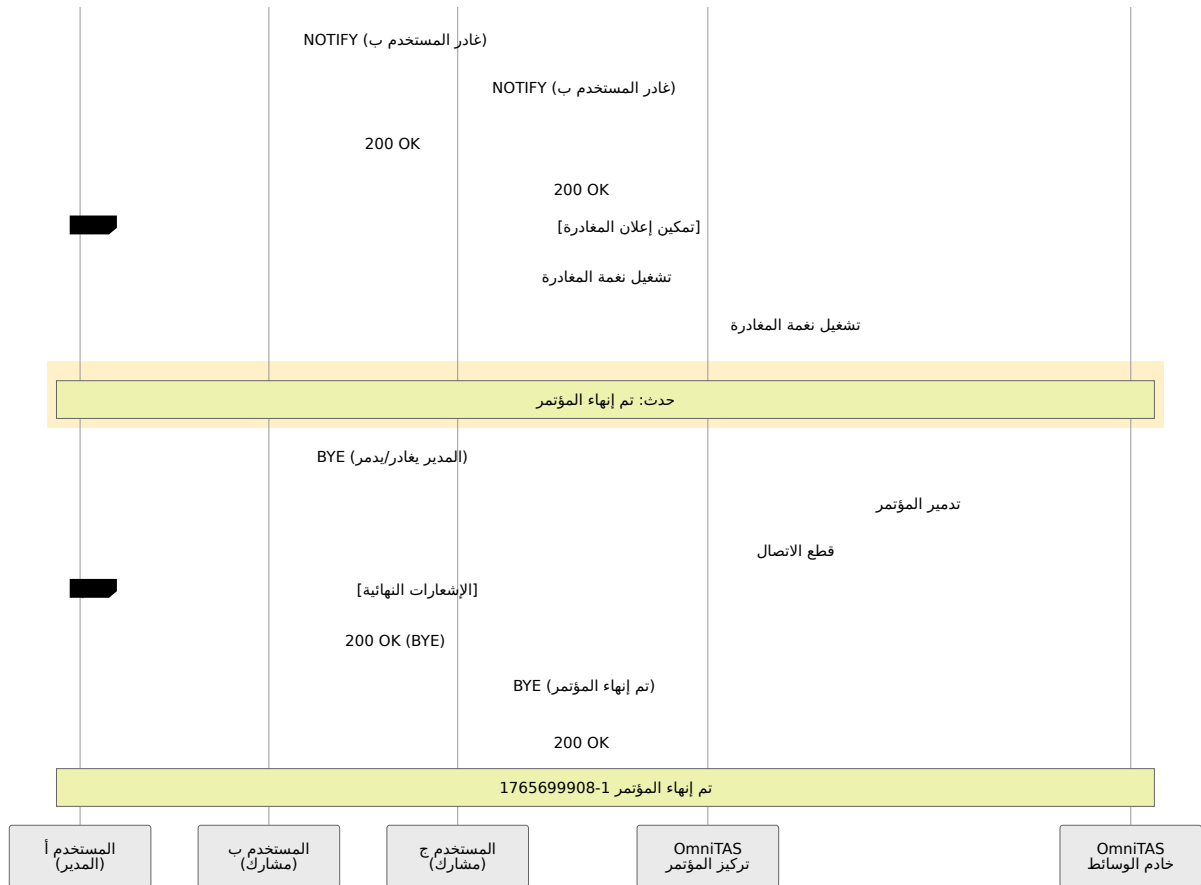 NOTIFY (غادر المستخدم ب)
NOTIFY (غادر المستخدم ب)
200 OK
200 OK
[تمكين إعلان المغادرة]
تشغيل نغمة المغادرة
تشغيل نغمة المغادرة
حدث: تم إنهاء المؤتمر
BYE (المدير يغادر/يدمر)
تدمير المؤتمر
قطع الاتصال
[الإشعارات النهائية]
200 OK (BYE)
BYE (تم إنهاء المؤتمر)
200 OK
تم إنهاء المؤتمر 1-1765699908
المستخدم أ
(المدير)
المستخدم ب
(مشارك)
المستخدم ج
(مشارك)
OmniTAS
تركيز المؤتمر
OmniTAS
خادم الوسائط